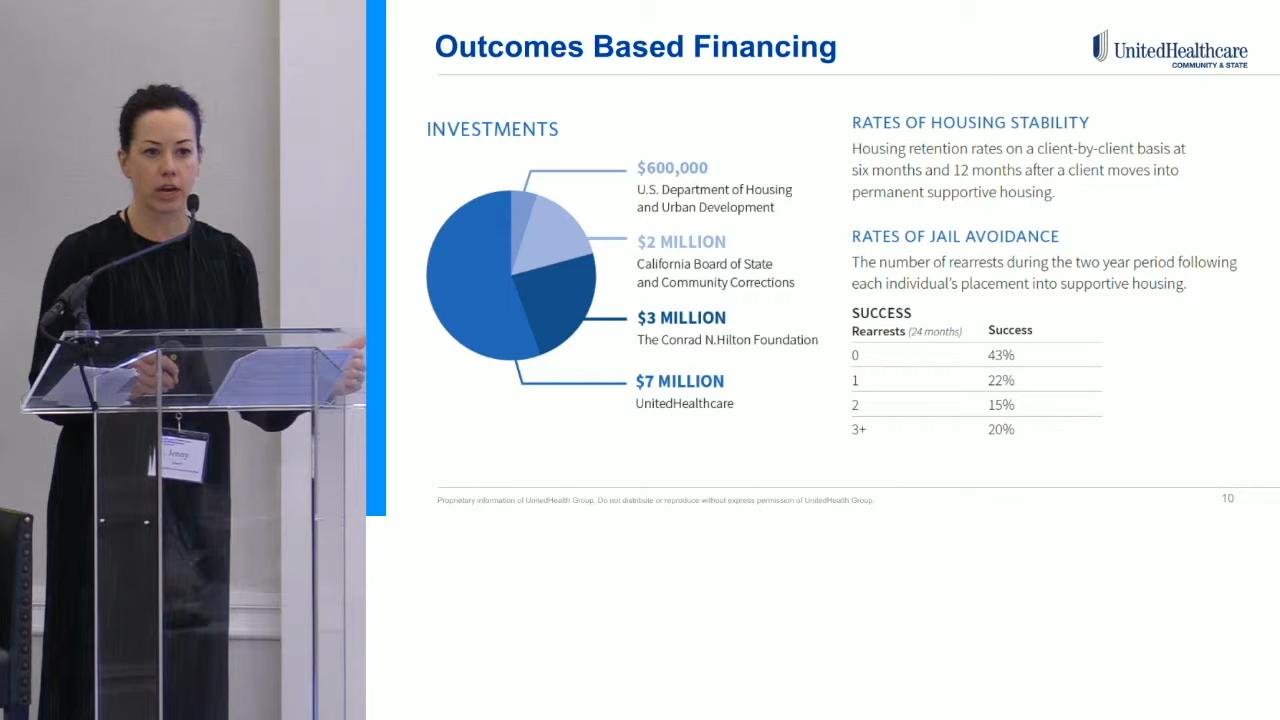 Outcomes Based Financing
UnitedHealthcare
COMMUNITY & STATE
INVESTMENTS
$600,000
U.S. Department of Housing
and Urban Development
$2 MILLION
California Board of State
and Community Corrections
$3 MILLION
The Conrad N.Hilton Foundation
$7 MILLION
UnitedHealthcare
RATES OF HOUSING STABILITY
Housing retention rates on a client-by-client basis at
six months and 12 months after a client moves into
permanent supportive housing.
RATES OF JAIL AVOIDANCE
The number of rearrests during the two year period following
each individual's placement into supportive housing.
SUCCESS
Rearrests (24 months) Success
0 43%
1 22%
2 15%
3+ 20%
Proprietary information of UnitedHealth Group. Do not distribute or reproduce without express permission of UnitedHealth Group.
10
Jenny